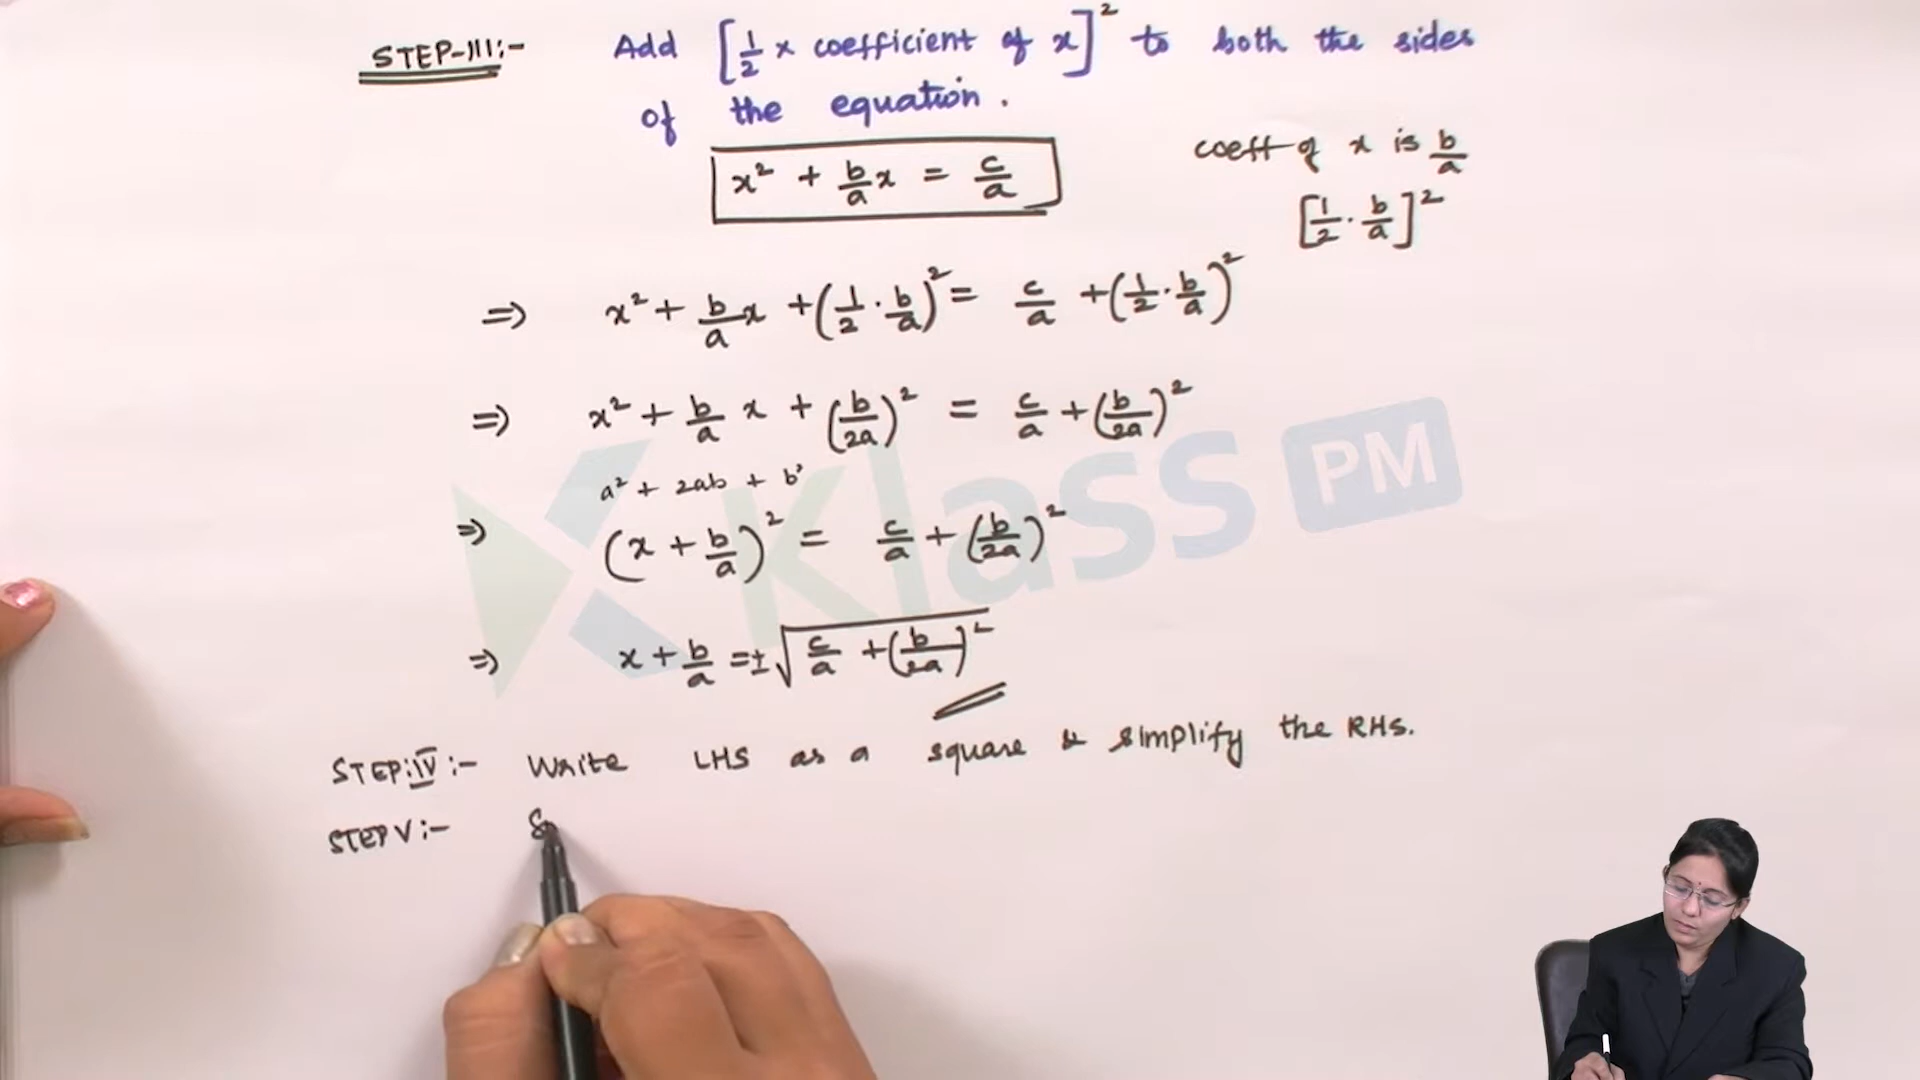 STEP-III:- Add [1/2 x coefficient of x]² to both the sides
of the equation.
x² + b/a x = c/a
coeff of x is b/a
[1/2 · b/a]²
⇒ x² + b/a x + (1/2 · b/a)² = c/a + (1/2 · b/a)²
⇒ x² + b/a x + (b/2a)² = c/a + (b/2a)²
a² + 2ab + b²
⇒ (x + b/a)² = c/a + (b/2a)²
⇒ x + b/a = ± √(c/a + (b/2a)²)
STEP:IV :- Write LHS as a square & simplify the RHS.
STEP V :-
Klass PM